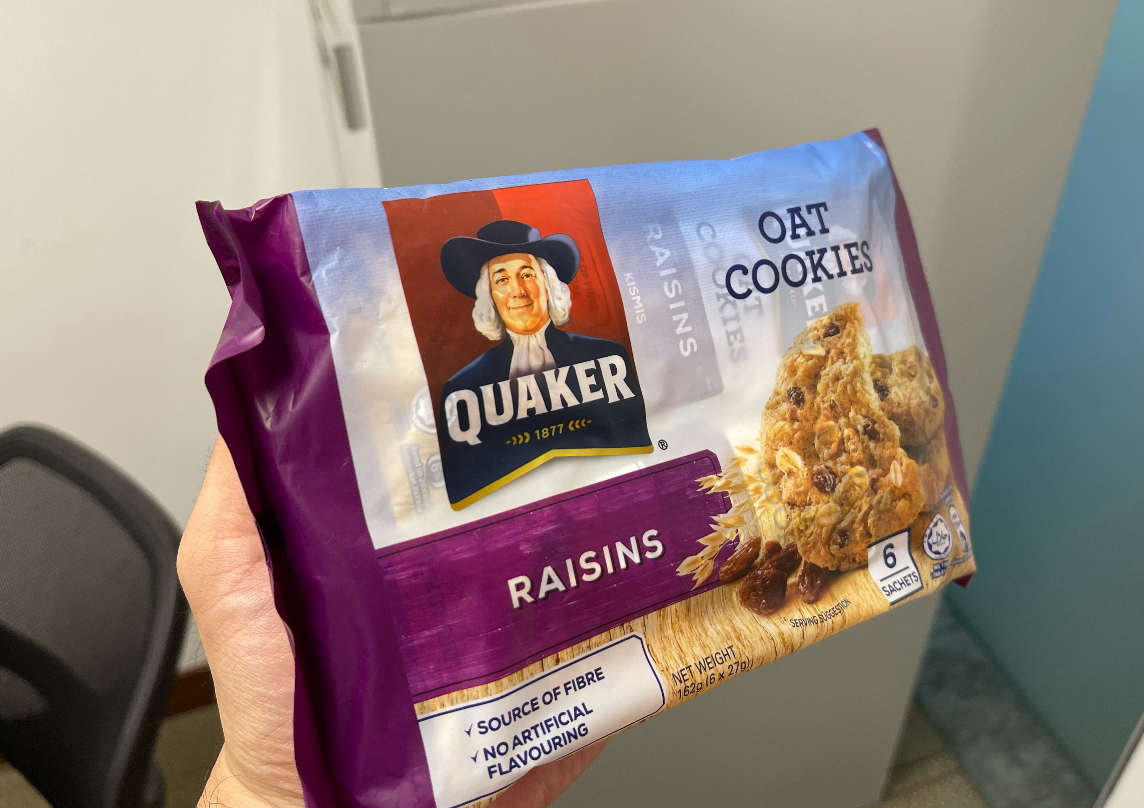 QUAKER
1877
®
KISMIS
RAISINS
COOKIES
OAT
COOKIES
RAISINS
6
SACHETS
SERVING SUGGESTION
NET WEIGHT
162g (6 x 27g)
✓ SOURCE OF FIBRE
✓ NO ARTIFICIAL
FLAVOURING